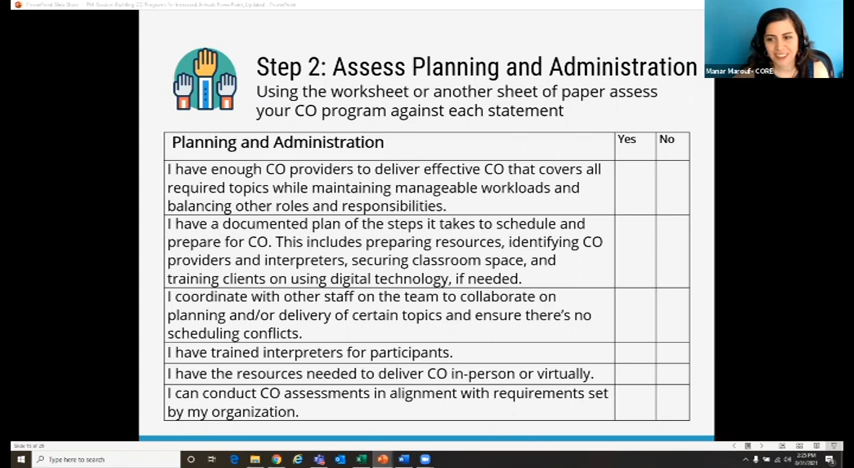 Step 2: Assess Planning and Administration
Using the worksheet or another sheet of paper assess
your CO program against each statement
Manar Marouf- CORE
Planning and Administration
Yes
No
I have enough CO providers to deliver effective CO that covers all
required topics while maintaining manageable workloads and
balancing other roles and responsibilities.
I have a documented plan of the steps it takes to schedule and
prepare for CO. This includes preparing resources, identifying CO
providers and interpreters, securing classroom space, and
training clients on using digital technology, if needed.
I coordinate with other staff on the team to collaborate on
planning and/or delivery of certain topics and ensure there's no
scheduling conflicts.
I have trained interpreters for participants.
I have the resources needed to deliver CO in-person or virtually.
I can conduct CO assessments in alignment with requirements set
by my organization.
Type here to search